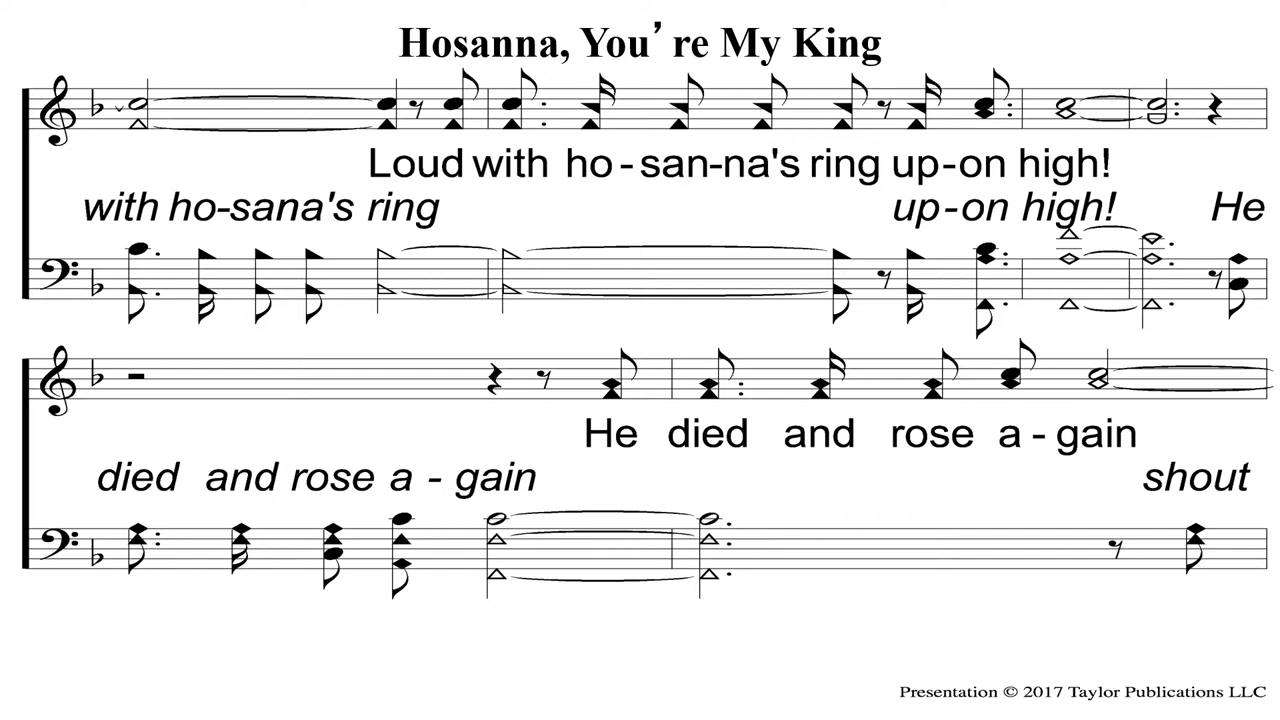 Hosanna, You’re My King
Loud with ho-san-na's ring up-on high!
with ho-sana's ring up-on high! He
He died and rose a-gain
died and rose a-gain shout
Presentation © 2017 Taylor Publications LLC